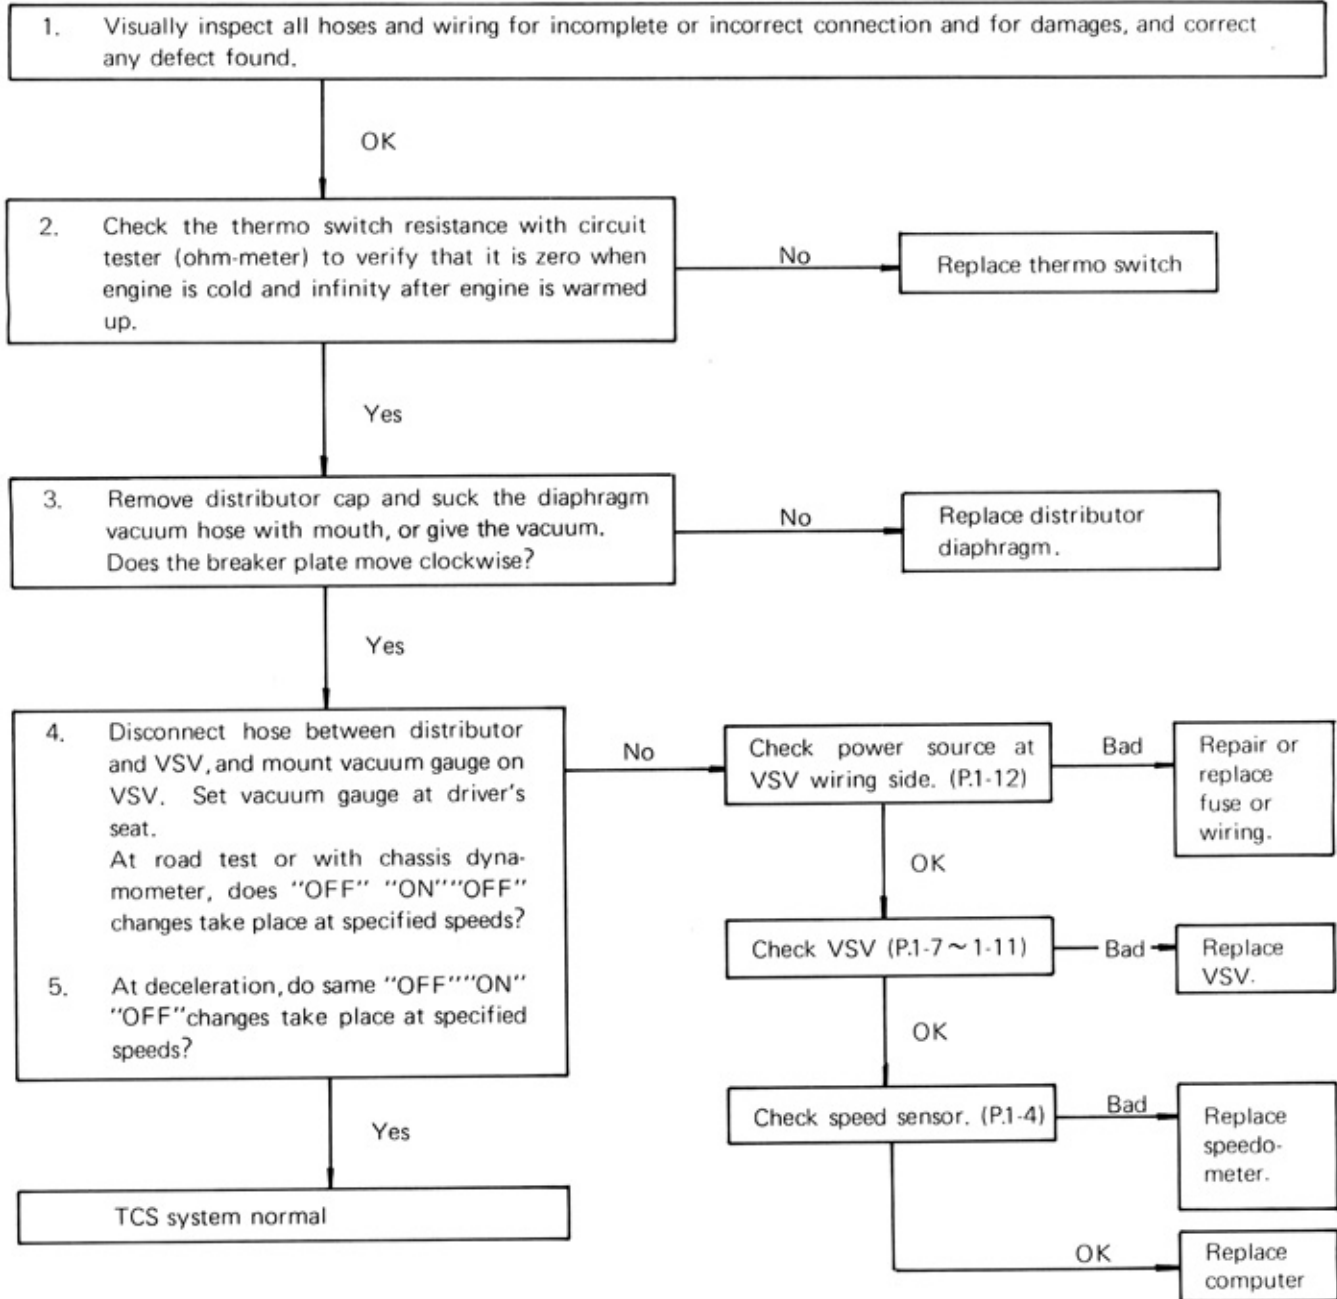 1. Visually inspect all hoses and wiring for incomplete or incorrect connection and for damages, and correct
any defect found.
OK
2. Check the thermo switch resistance with circuit
tester (ohm-meter) to verify that it is zero when
engine is cold and infinity after engine is warmed
up.
No
Replace thermo switch
Yes
3. Remove distributor cap and suck the diaphragm
vacuum hose with mouth, or give the vacuum.
Does the breaker plate move clockwise?
No
Replace distributor
diaphragm.
Yes
4. Disconnect hose between distributor
and VSV, and mount vacuum gauge on
VSV. Set vacuum gauge at driver's
seat.
At road test or with chassis dyna-
mometer, does "OFF" "ON""OFF"
changes take place at specified speeds?
5. At deceleration, do same "OFF""ON"
"OFF"changes take place at specified
speeds?
No
Check power source at
VSV wiring side. (P.1-12)
Bad
Repair or
replace
fuse or
wiring.
OK
Check VSV (P.1-7 ~ 1-11)
Bad
Replace
VSV.
OK
Check speed sensor. (P.1-4)
Bad
Replace
speedo-
meter.
Yes
TCS system normal
OK
Replace
computer